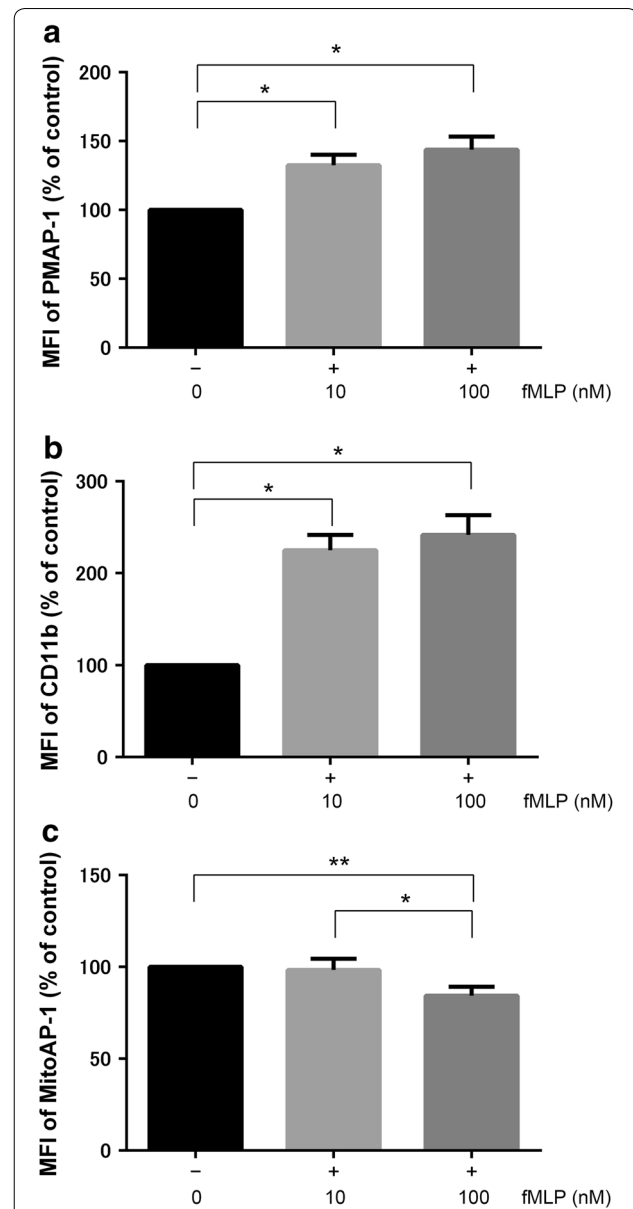 a
MFI of PMAP-1 (% of control)
200
150
100
50
0
*
*
− + +
0 10 100 fMLP (nM)
b
MFI of CD11b (% of control)
300
200
100
0
*
*
− + +
0 10 100 fMLP (nM)
c
MFI of MitoAP-1 (% of control)
150
100
50
0
**
*
− + +
0 10 100 fMLP (nM)